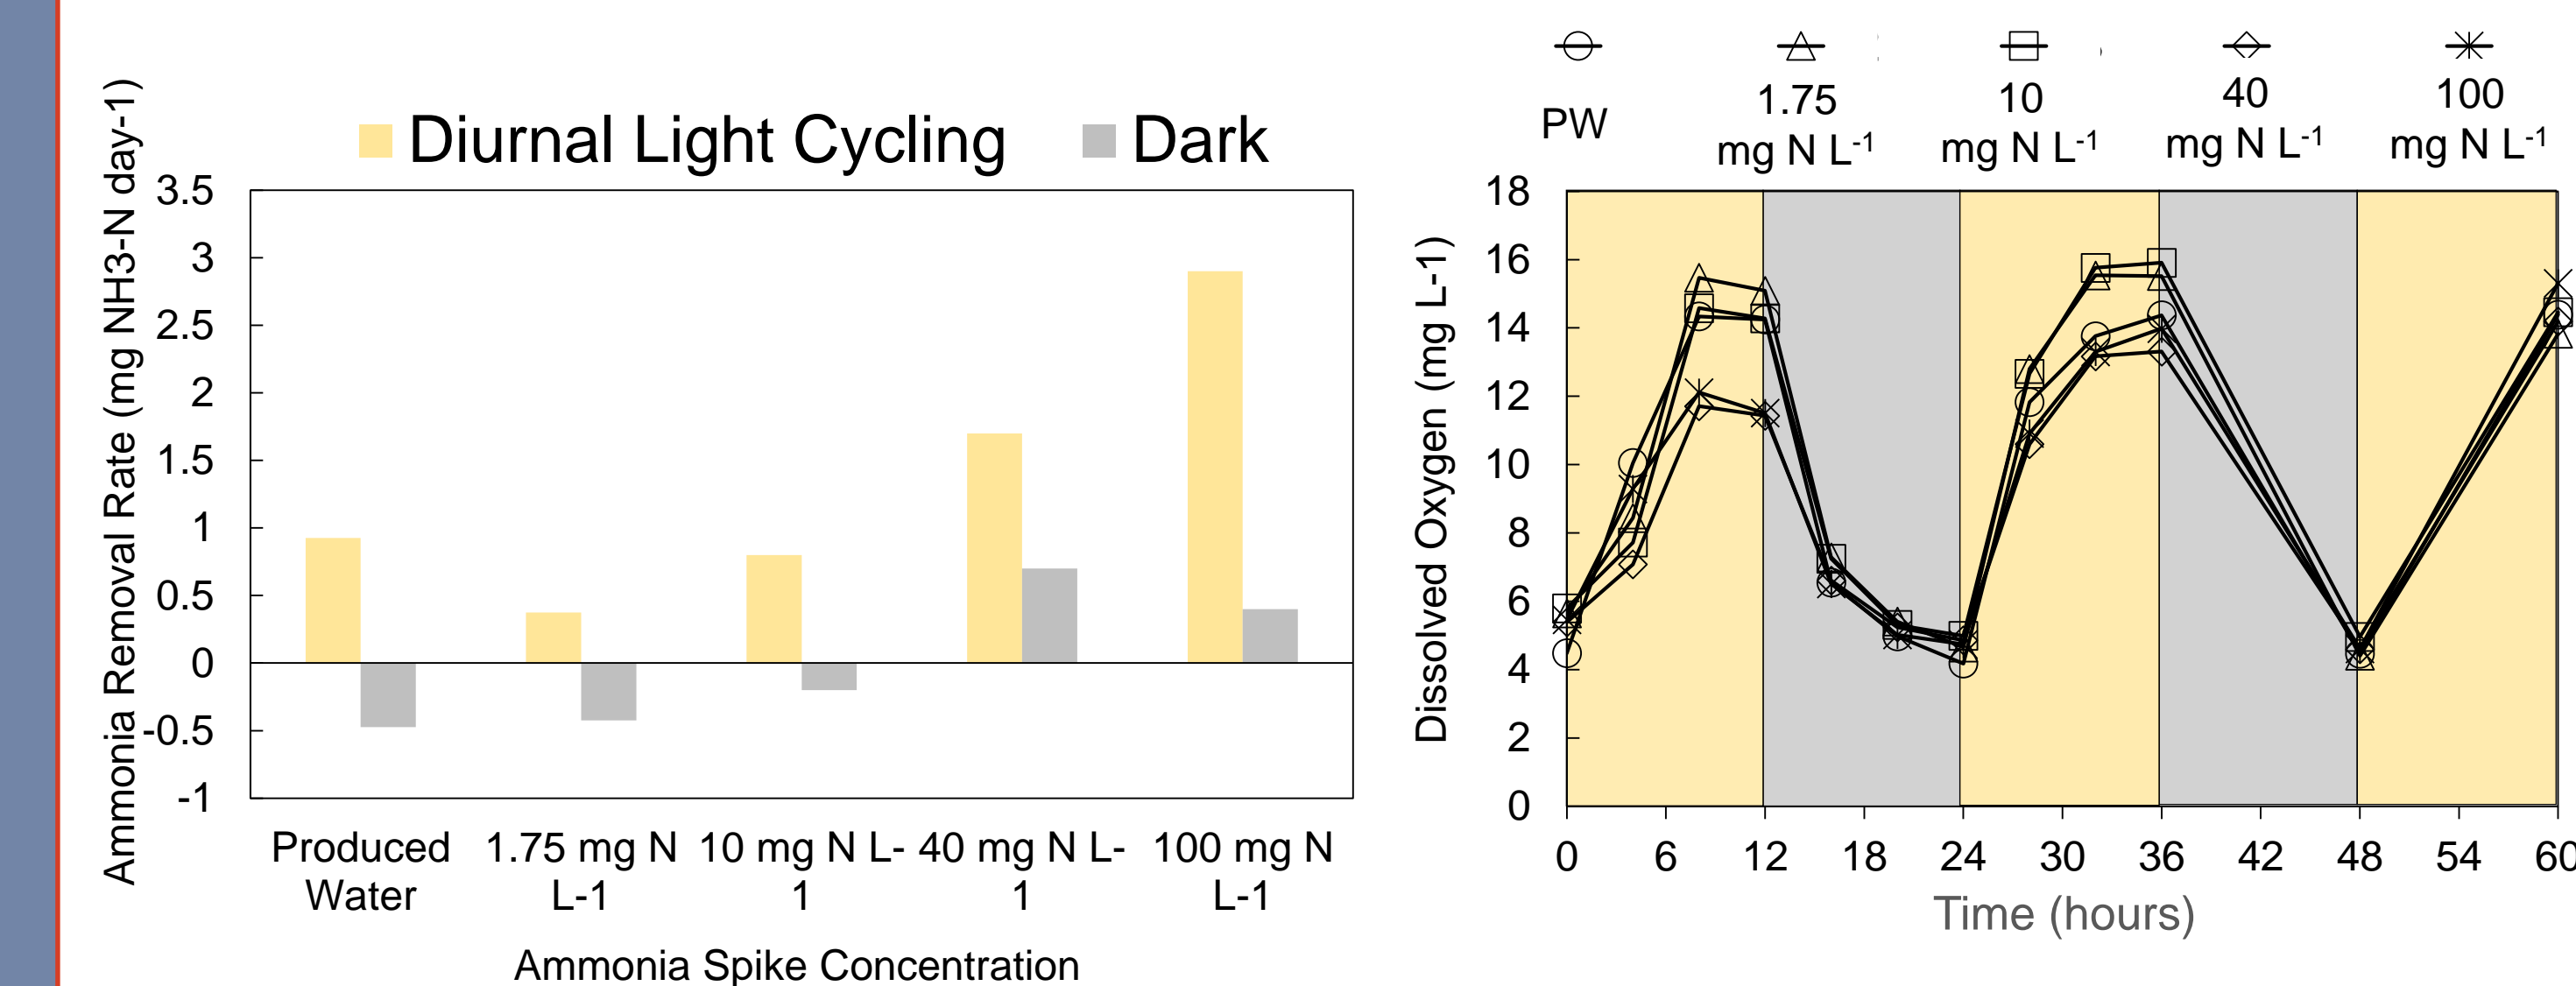 Diurnal Light Cycling
Dark
Ammonia Removal Rate (mg NH3-N day-1)
3.5
3
2.5
2
1.5
1
0.5
0
-0.5
-1
Produced
Water
1.75 mg N
L-1
10 mg N L-
1
40 mg N L-
1
100 mg N
L-1
Ammonia Spike Concentration
PW
1.75
mg N L-1
10
mg N L-1
40
mg N L-1
100
mg N L-1
Dissolved Oxygen (mg L-1)
18
16
14
12
10
8
6
4
2
0
0 6 12 18 24 30 36 42 48 54 60
Time (hours)